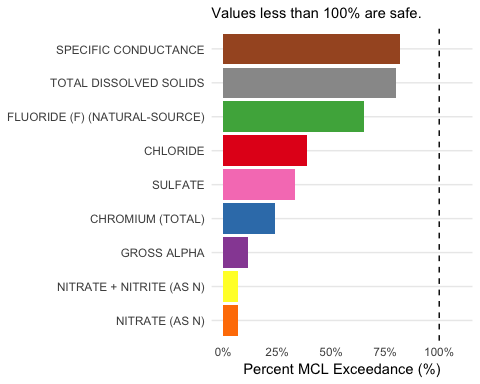 Values less than 100% are safe.
SPECIFIC CONDUCTANCE
TOTAL DISSOLVED SOLIDS
FLUORIDE (F) (NATURAL-SOURCE)
CHLORIDE
SULFATE
CHROMIUM (TOTAL)
GROSS ALPHA
NITRATE + NITRITE (AS N)
NITRATE (AS N)
0% 25% 50% 75% 100%
Percent MCL Exceedance (%)